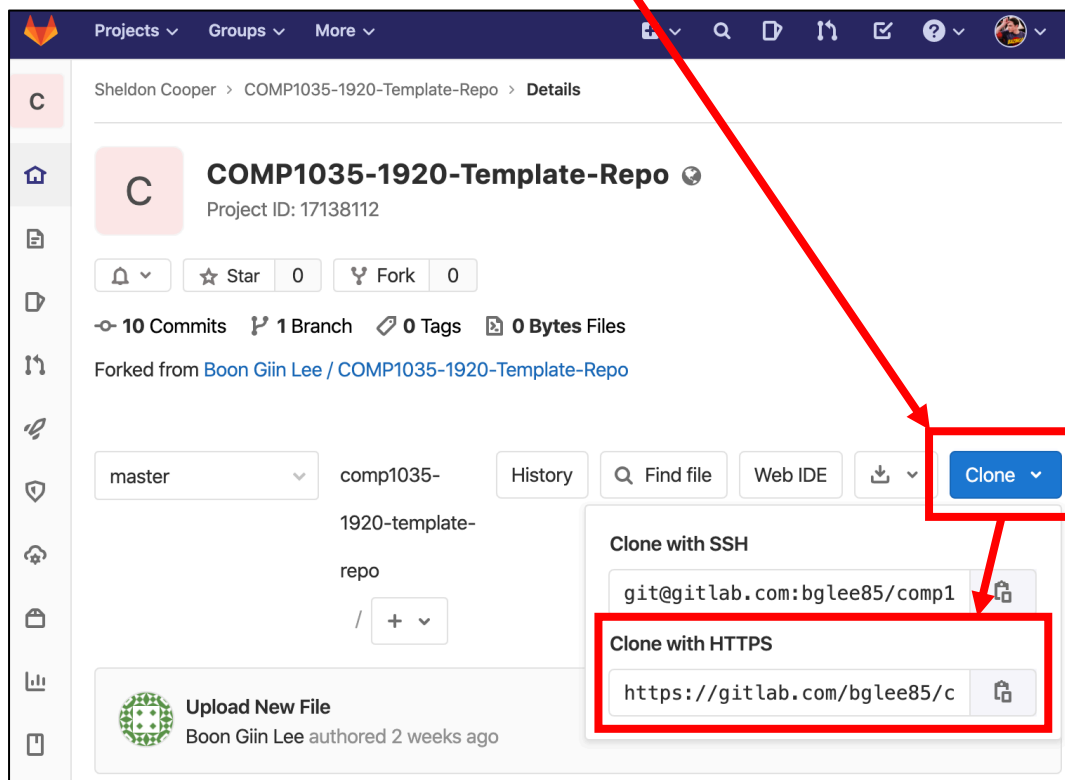 Projects Groups More
C Sheldon Cooper > COMP1035-1920-Template-Repo > Details
C COMP1035-1920-Template-Repo
Project ID: 17138112
Star 0 Fork 0
10 Commits 1 Branch 0 Tags 0 Bytes Files
Forked from Boon Giin Lee / COMP1035-1920-Template-Repo
master comp1035- History Find file Web IDE Clone
1920-template-
repo
/ +
Clone with SSH
git@gitlab.com:bglee85/comp1
Clone with HTTPS
https://gitlab.com/bglee85/c
Upload New File
Boon Giin Lee authored 2 weeks ago